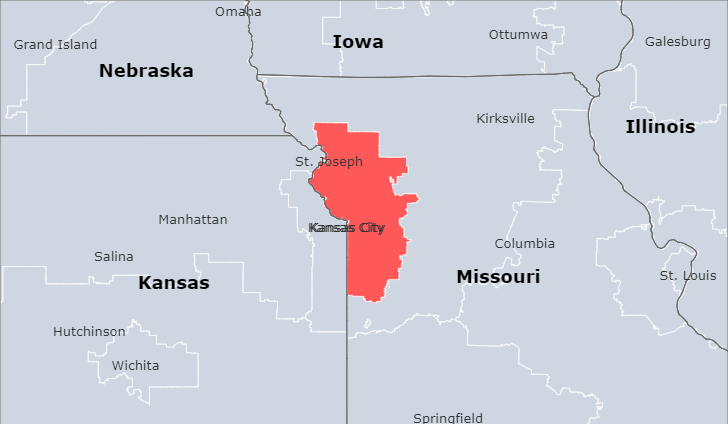 Omaha
Iowa
Ottumwa
Galesburg
Grand Island
Nebraska
Kirksville
Illinois
St. Joseph
Manhattan
Kansas City
Columbia
Salina
Kansas
Missouri
St. Louis
Hutchinson
Wichita
Springfield